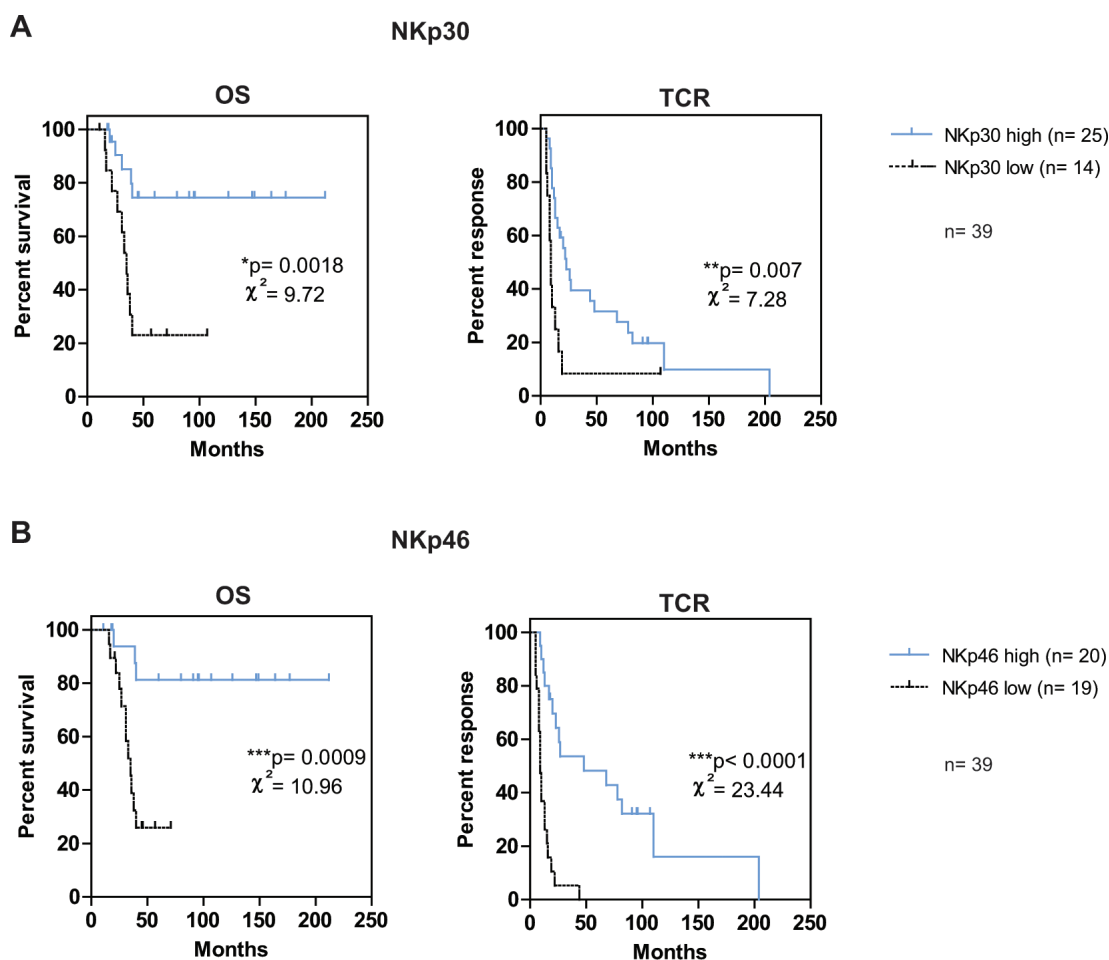 A
NKp30
OS
TCR
100
80
60
40
20
0
Percent survival
*p= 0.0018
χ²= 9.72
0 50 100 150 200 250
Months
100
80
60
40
20
0
Percent response
**p= 0.007
χ²= 7.28
0 50 100 150 200 250
Months
NKp30 high (n= 25)
NKp30 low (n= 14)
n= 39
B
NKp46
OS
TCR
100
80
60
40
20
0
Percent survival
***p= 0.0009
χ²= 10.96
0 50 100 150 200 250
Months
100
80
60
40
20
0
Percent response
***p< 0.0001
χ²= 23.44
0 50 100 150 200 250
Months
NKp46 high (n= 20)
NKp46 low (n= 19)
n= 39